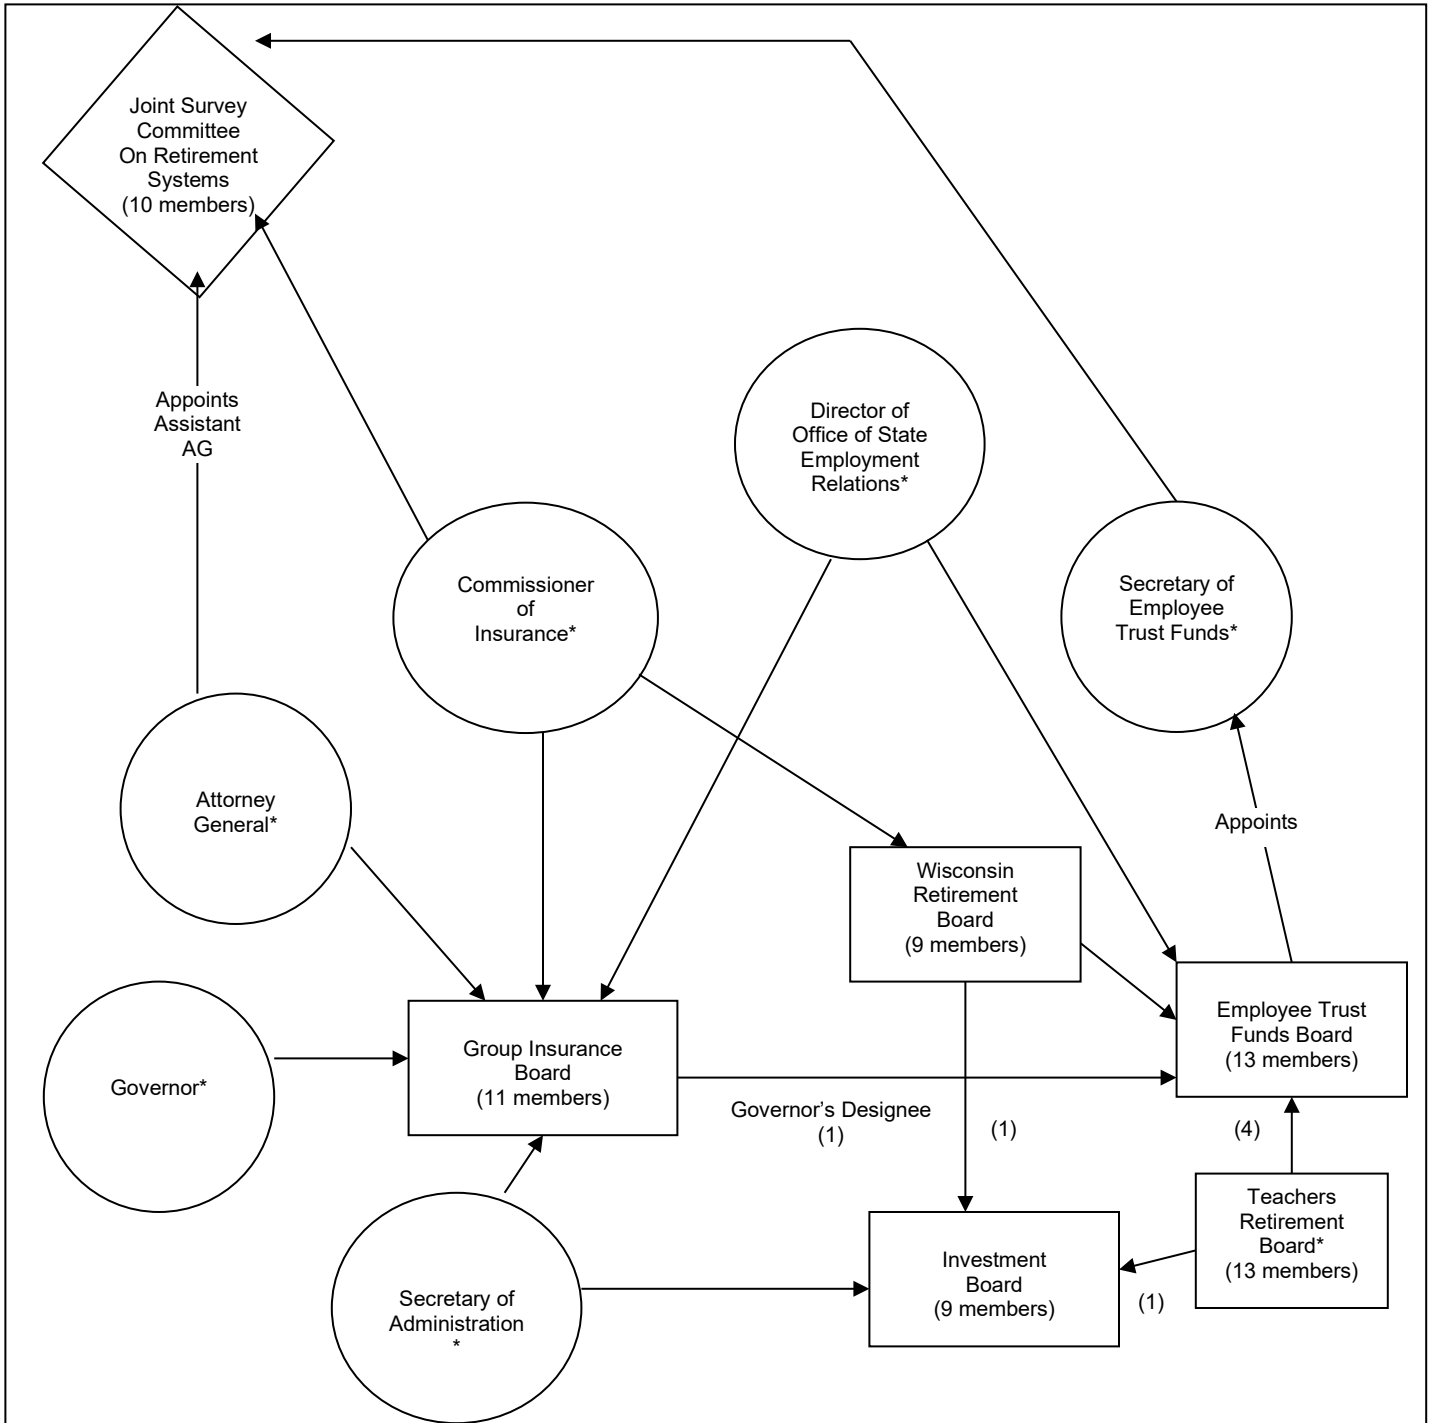 Joint Survey
Committee
On Retirement
Systems
(10 members)
Appoints
Assistant
AG
Director of
Office of State
Employment
Relations*
Commissioner
of
Insurance*
Secretary of
Employee
Trust Funds*
Attorney
General*
Appoints
Wisconsin
Retirement
Board
(9 members)
Employee Trust
Funds Board
(13 members)
Governor*
Group Insurance
Board
(11 members)
Governor’s Designee
(1)
(1)
(4)
Teachers
Retirement
Board*
(13 members)
Investment
Board
(9 members)
(1)
Secretary of
Administration
*